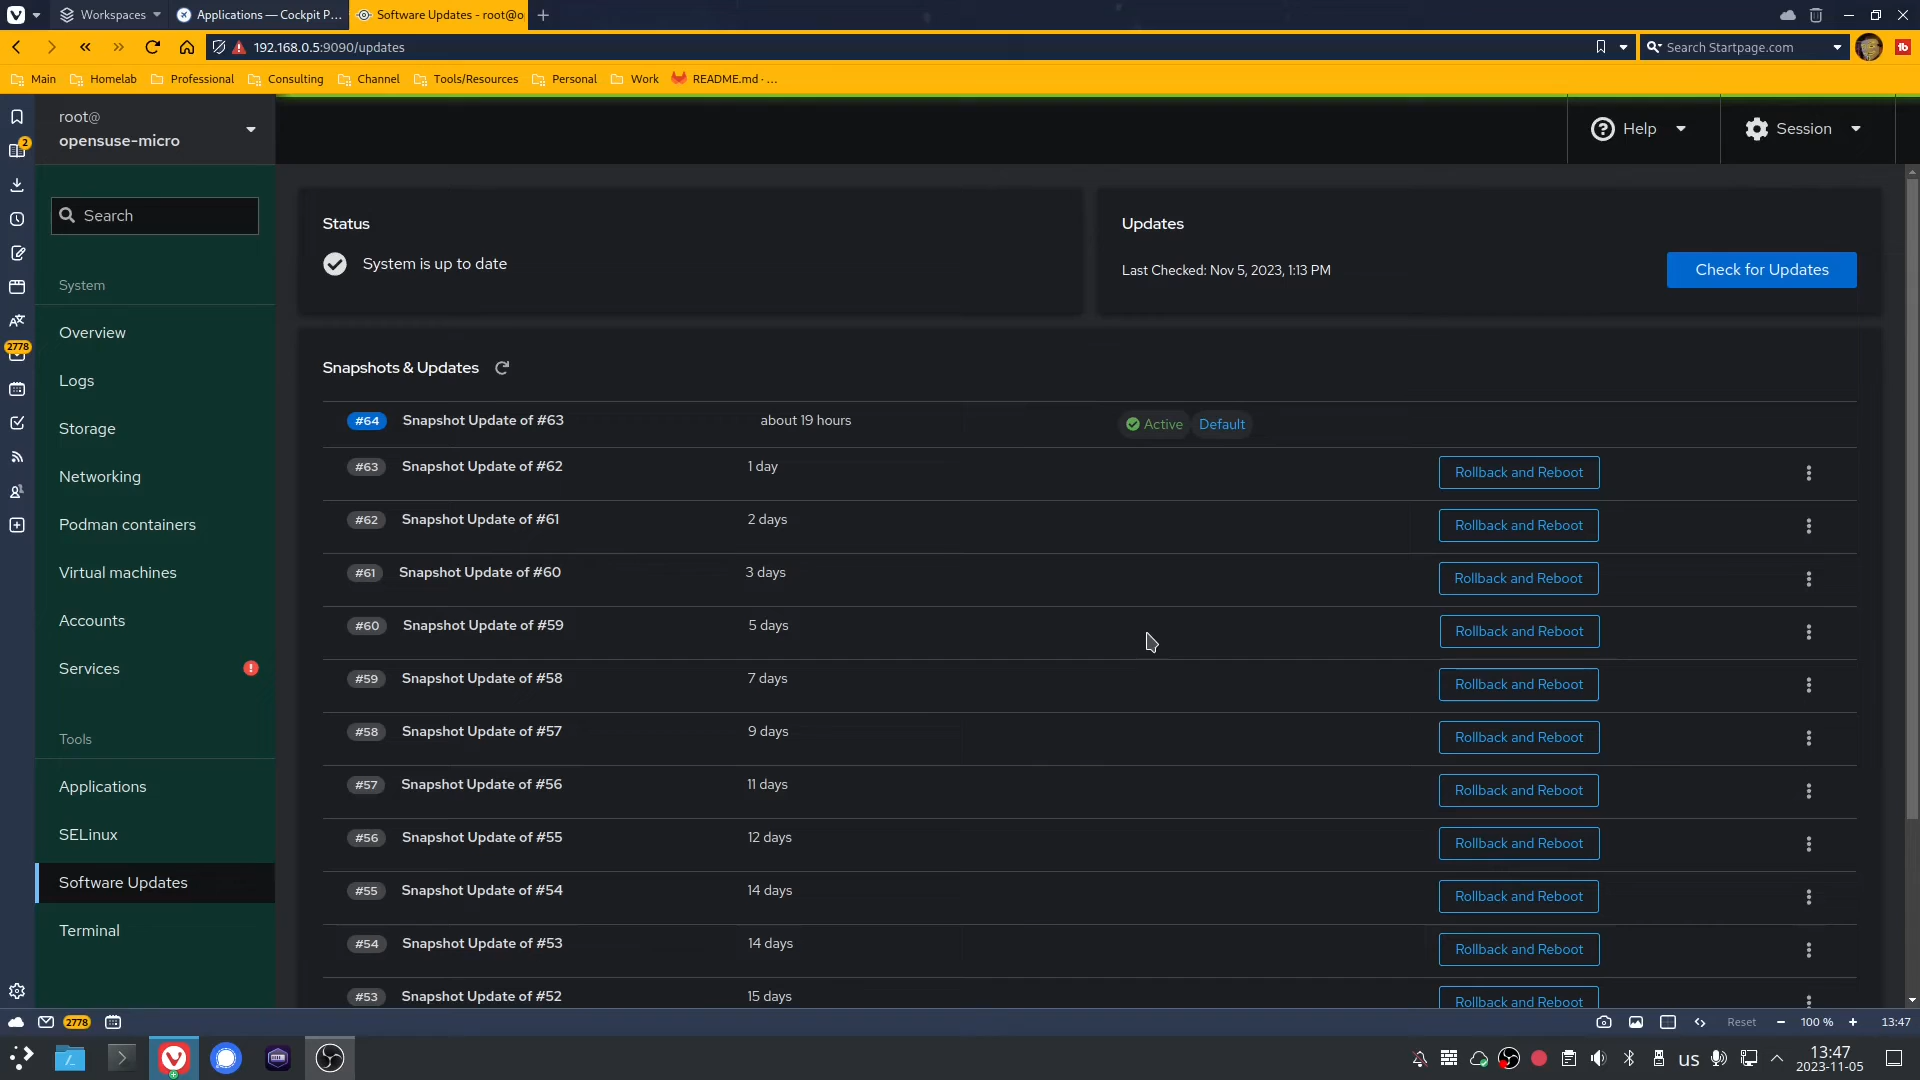 Workspaces
Applications — Cockpit P...
Software Updates - root@o
192.168.0.5:9090/updates
Search Startpage.com
Main
Homelab
Professional
Consulting
Channel
Tools/Resources
Personal
Work
README.md · ...
root@
opensuse-micro
Help
Session
2
2778
Search
System
Overview
Logs
Storage
Networking
Podman containers
Virtual machines
Accounts
Services
Tools
Applications
SELinux
Software Updates
Terminal
Status
System is up to date
Updates
Last Checked: Nov 5, 2023, 1:13 PM
Check for Updates
Snapshots & Updates
#64 Snapshot Update of #63 about 19 hours Active Default
#63 Snapshot Update of #62 1 day Rollback and Reboot
#62 Snapshot Update of #61 2 days Rollback and Reboot
#61 Snapshot Update of #60 3 days Rollback and Reboot
#60 Snapshot Update of #59 5 days Rollback and Reboot
#59 Snapshot Update of #58 7 days Rollback and Reboot
#58 Snapshot Update of #57 9 days Rollback and Reboot
#57 Snapshot Update of #56 11 days Rollback and Reboot
#56 Snapshot Update of #55 12 days Rollback and Reboot
#55 Snapshot Update of #54 14 days Rollback and Reboot
#54 Snapshot Update of #53 14 days Rollback and Reboot
#53 Snapshot Update of #52 15 days Rollback and Reboot
2778
Reset
100 %
13:47
us
13:47
2023-11-05